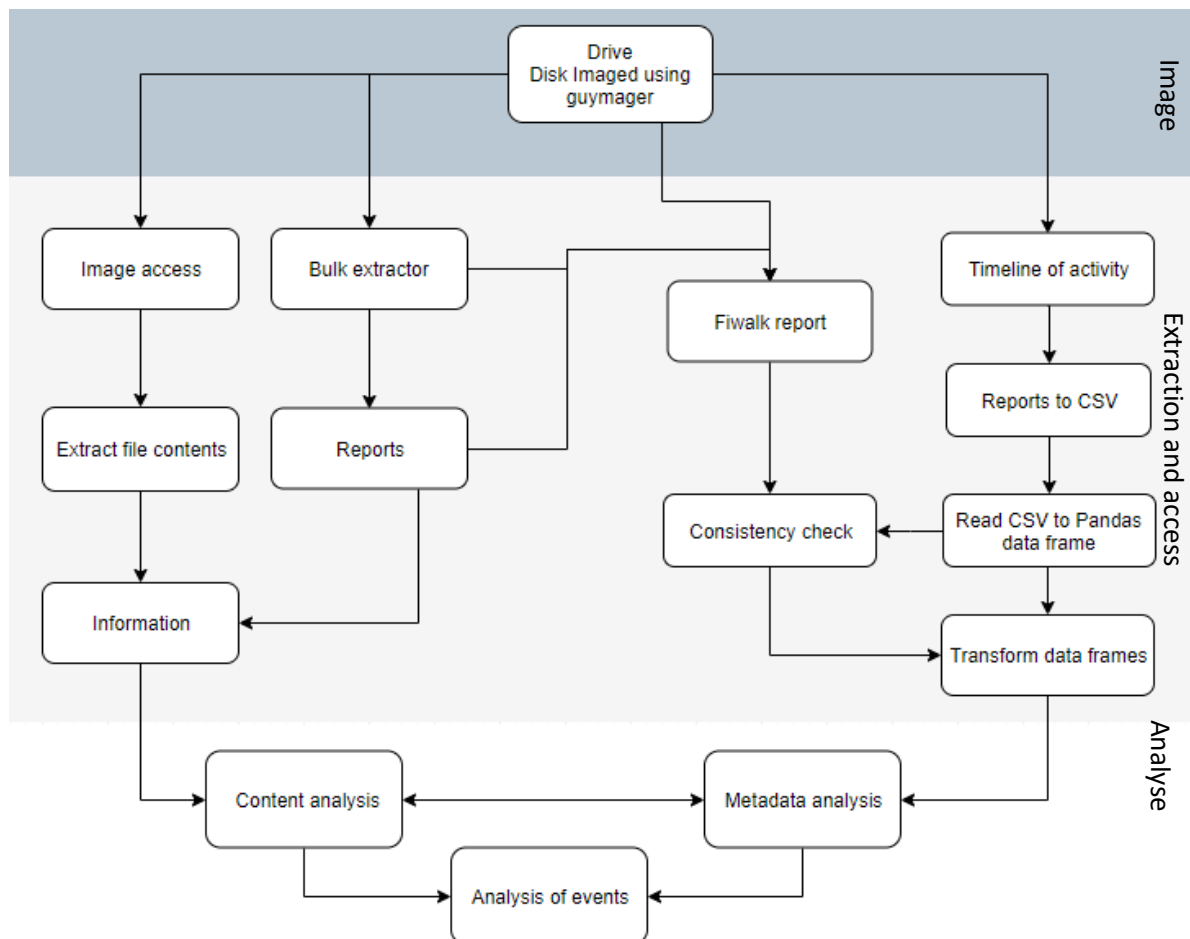 Drive
Disk Imaged using
guymager
Image
Image access
Bulk extractor
Timeline of activity
Fiwalk report
Extraction and access
Reports to CSV
Extract file contents
Reports
Consistency check
Read CSV to Pandas
data frame
Information
Transform data frames
Analyse
Content analysis
Metadata analysis
Analysis of events